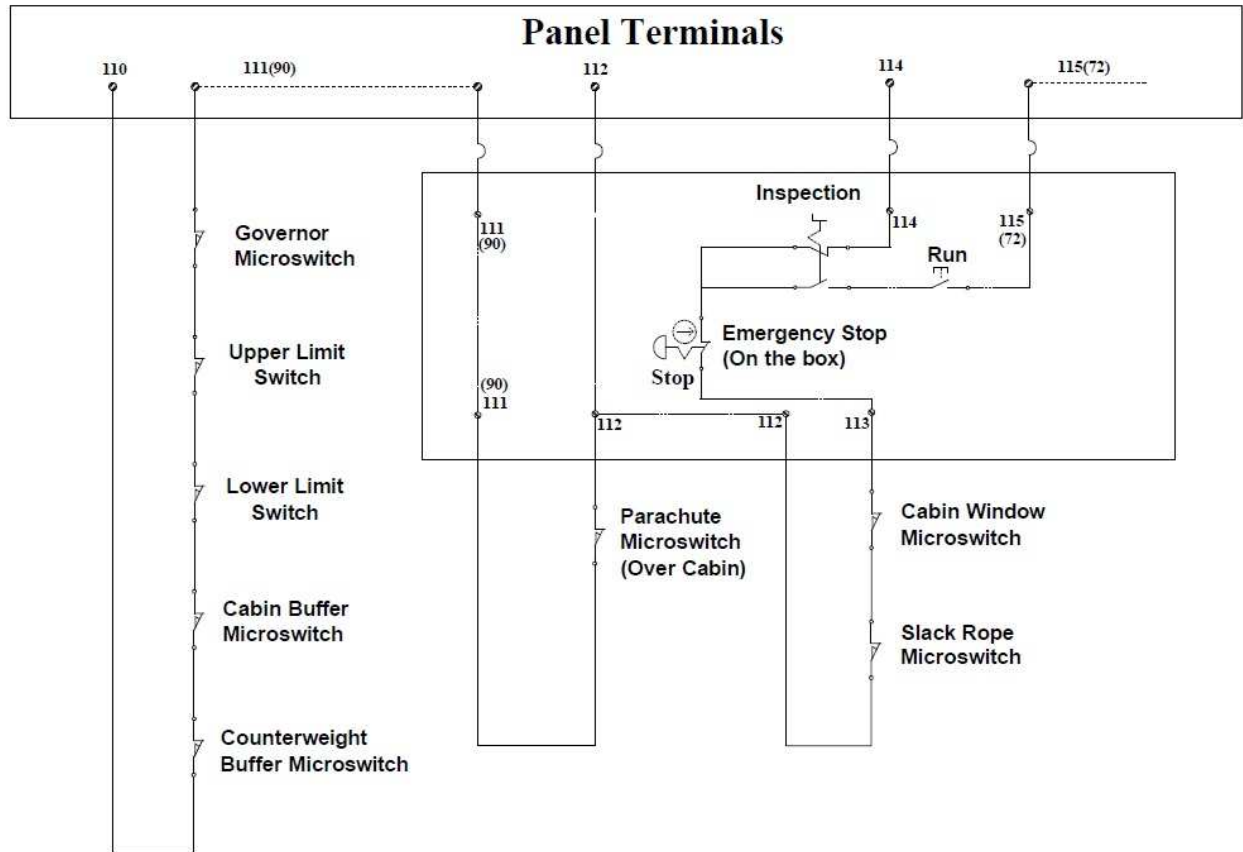 Panel Terminals
110
111(90)
112
114
115(72)
Inspection
111
(90)
114
115
(72)
Run
Governor
Microswitch
Emergency Stop
(On the box)
Stop
Upper Limit
Switch
(90)
111
112
112
113
Lower Limit
Switch
Parachute
Microswitch
(Over Cabin)
Cabin Window
Microswitch
Cabin Buffer
Microswitch
Slack Rope
Microswitch
Counterweight
Buffer Microswitch